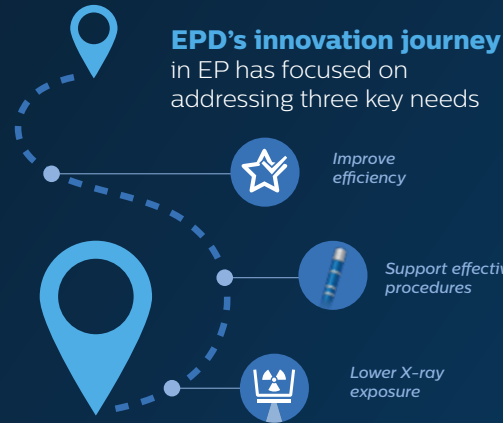 EPD’s innovation journey
in EP has focused on
addressing three key needs
Improve
efficiency
Support effectiv
procedures
Lower X-ray
exposure